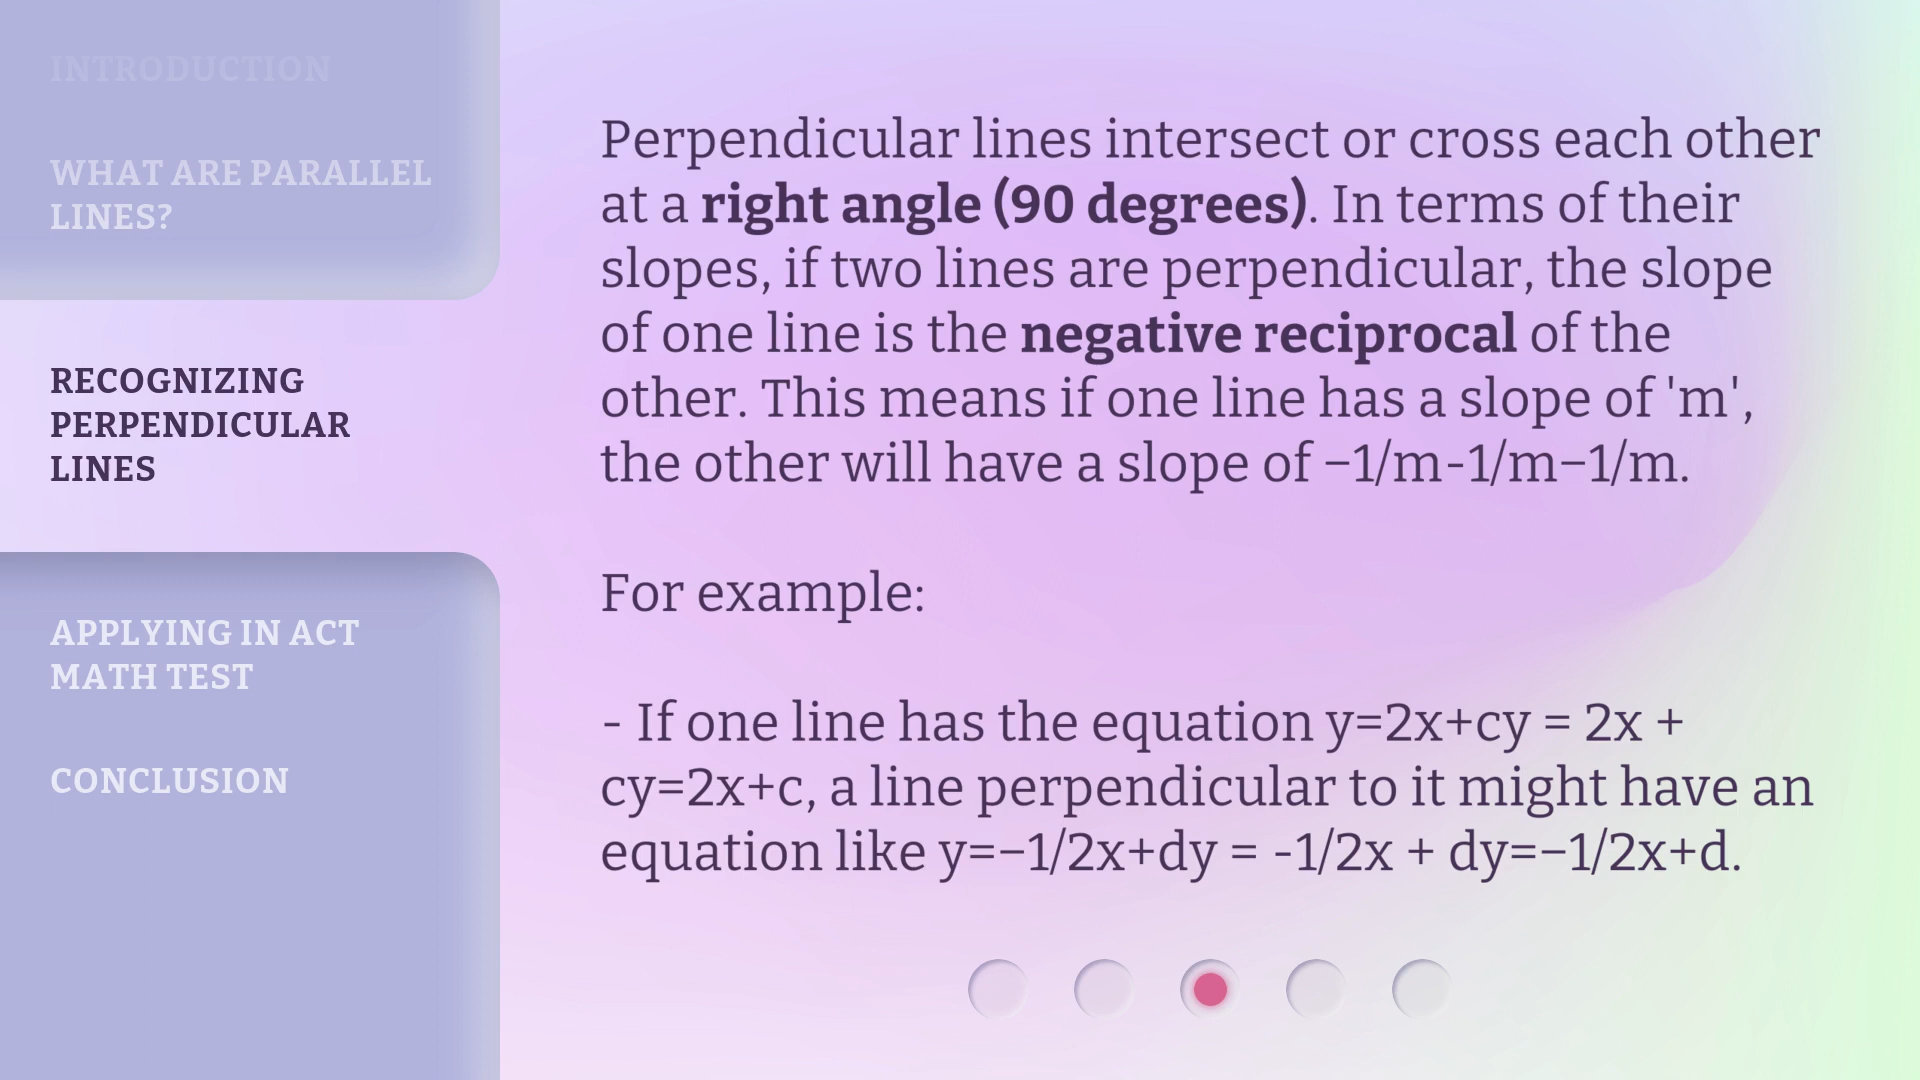 INTRODUCTION
WHAT ARE PARALLEL
LINES?
RECOGNIZING
PERPENDICULAR
LINES
APPLYING IN ACT
MATH TEST
CONCLUSION
Perpendicular lines intersect or cross each other
at a right angle (90 degrees). In terms of their
slopes, if two lines are perpendicular, the slope
of one line is the negative reciprocal of the
other. This means if one line has a slope of 'm',
the other will have a slope of −1/m-1/m−1/m.
For example:
- If one line has the equation y=2x+cy = 2x +
cy=2x+c, a line perpendicular to it might have an
equation like y=−1/2x+dy = -1/2x + dy=−1/2x+d.